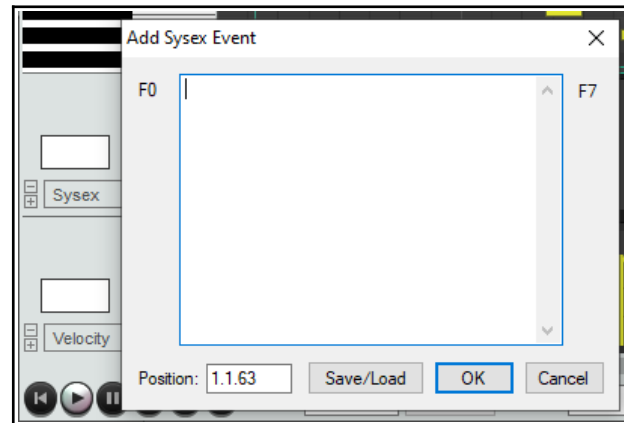 Add Sysex Event
F0
F7
Sysex
Velocity
Position: 1.1.63 Save/Load OK Cancel